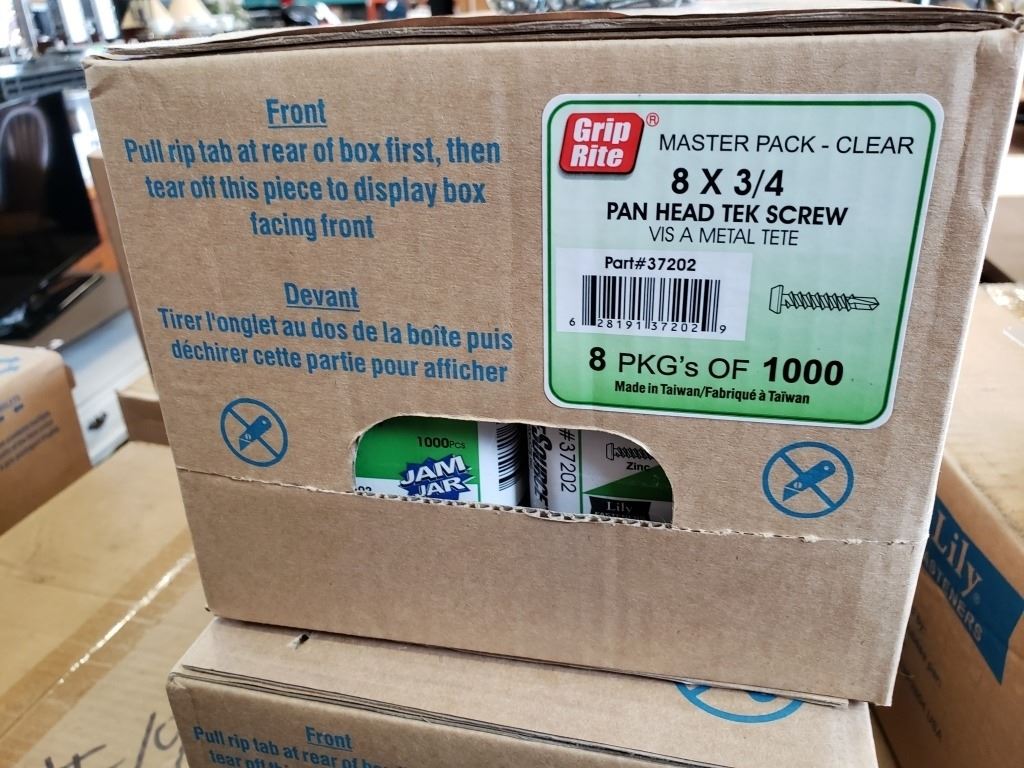 Front
Pull rip tab at rear of box first, then
tear off this piece to display box
facing front
Devant
Tirer l'onglet au dos de la boîte puis
déchirer cette partie pour afficher
Grip
Rite
®
MASTER PACK - CLEAR
8 X 3/4
PAN HEAD TEK SCREW
VIS A METAL TETE
Part#37202
6 28191 37202 9
8 PKG's OF 1000
Made in Taiwan/Fabriqué à Taïwan
1000Pcs
JAM
JAR
#37202
Zinc
Lily
Lily
FASTENERS
Front
Pull rip tab at rear of
tear off